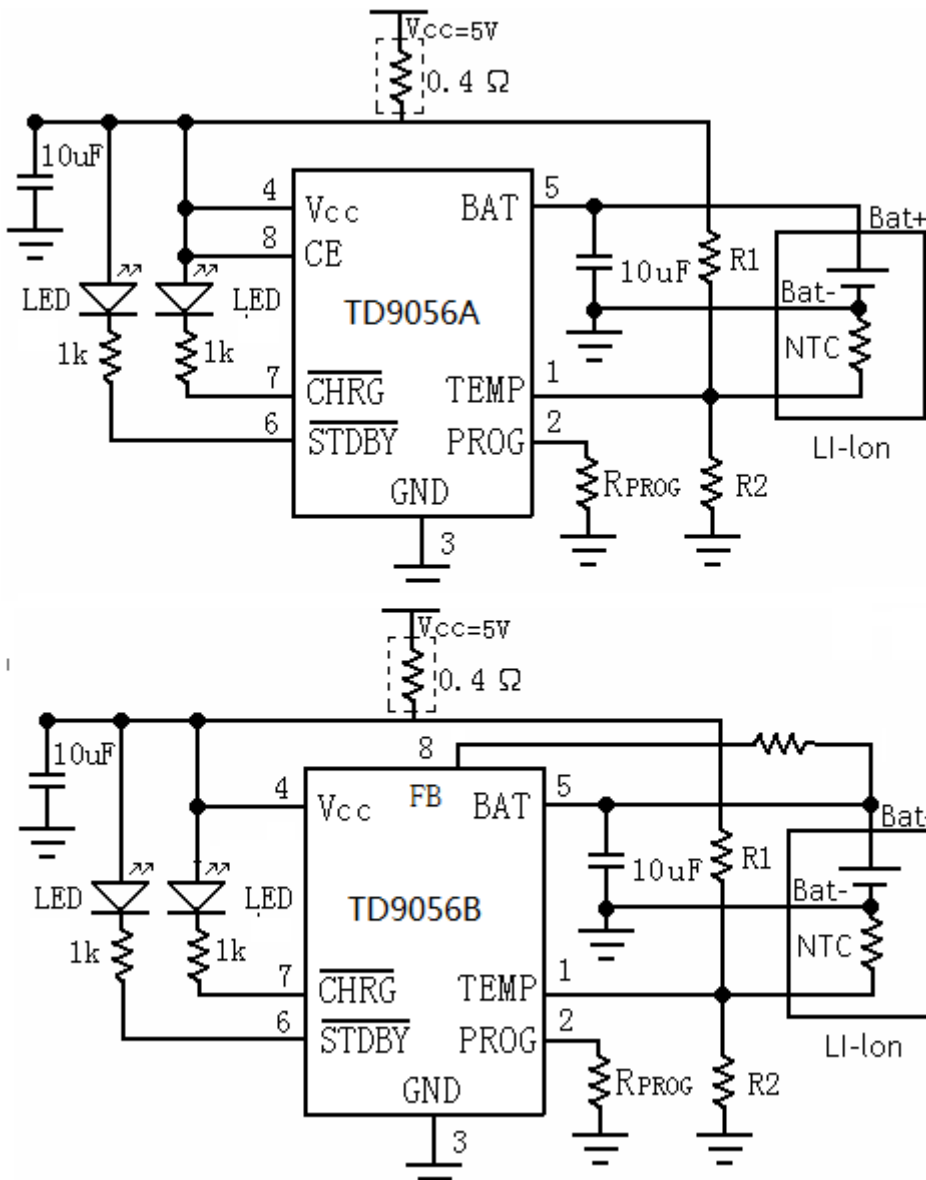 Vcc=5V
0.4 Ω
10uF
4
Vcc
BAT
5
Bat+
8
CE
R1
10uF
LED
LED
TD9056A
Bat-
NTC
1k
1k
7
CHRG
TEMP
1
6
STDBY
PROG
2
LI-lon
RPROG
R2
GND
3
Vcc=5V
0.4 Ω
10uF
8
4
Vcc
FB
BAT
5
Bat
R1
10uF
LED
LED
TD9056B
Bat-
NTC
1k
1k
7
CHRG
TEMP
1
6
STDBY
PROG
2
LI-lon
RPROG
R2
GND
3